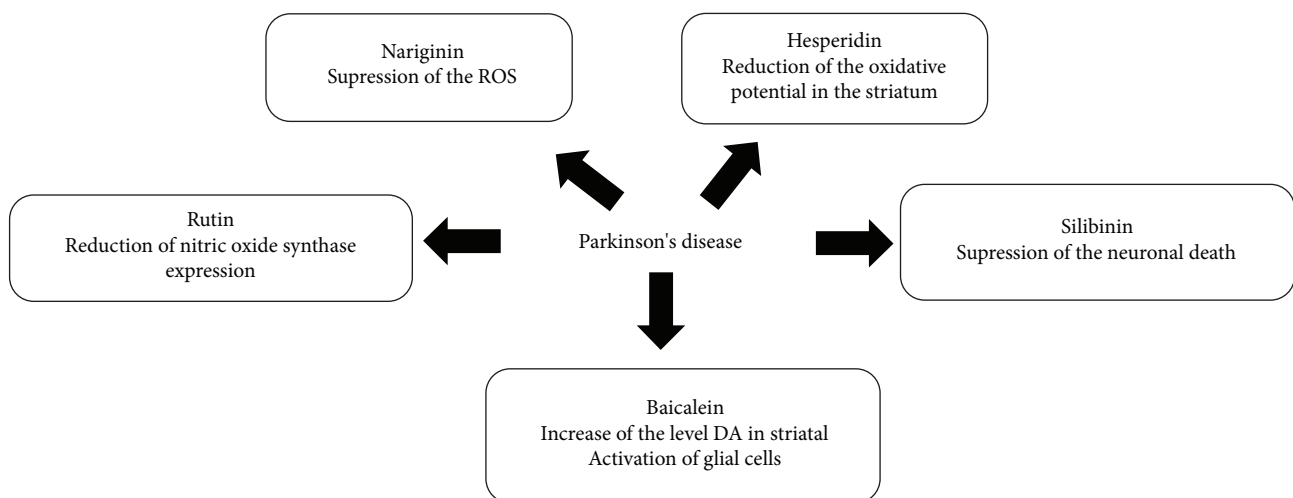 Nariginin
Supression of the ROS
Hesperidin
Reduction of the oxidative
potential in the striatum
Rutin
Reduction of nitric oxide synthase
expression
Parkinson's disease
Silibinin
Supression of the neuronal death
Baicalein
Increase of the level DA in striatal
Activation of glial cells